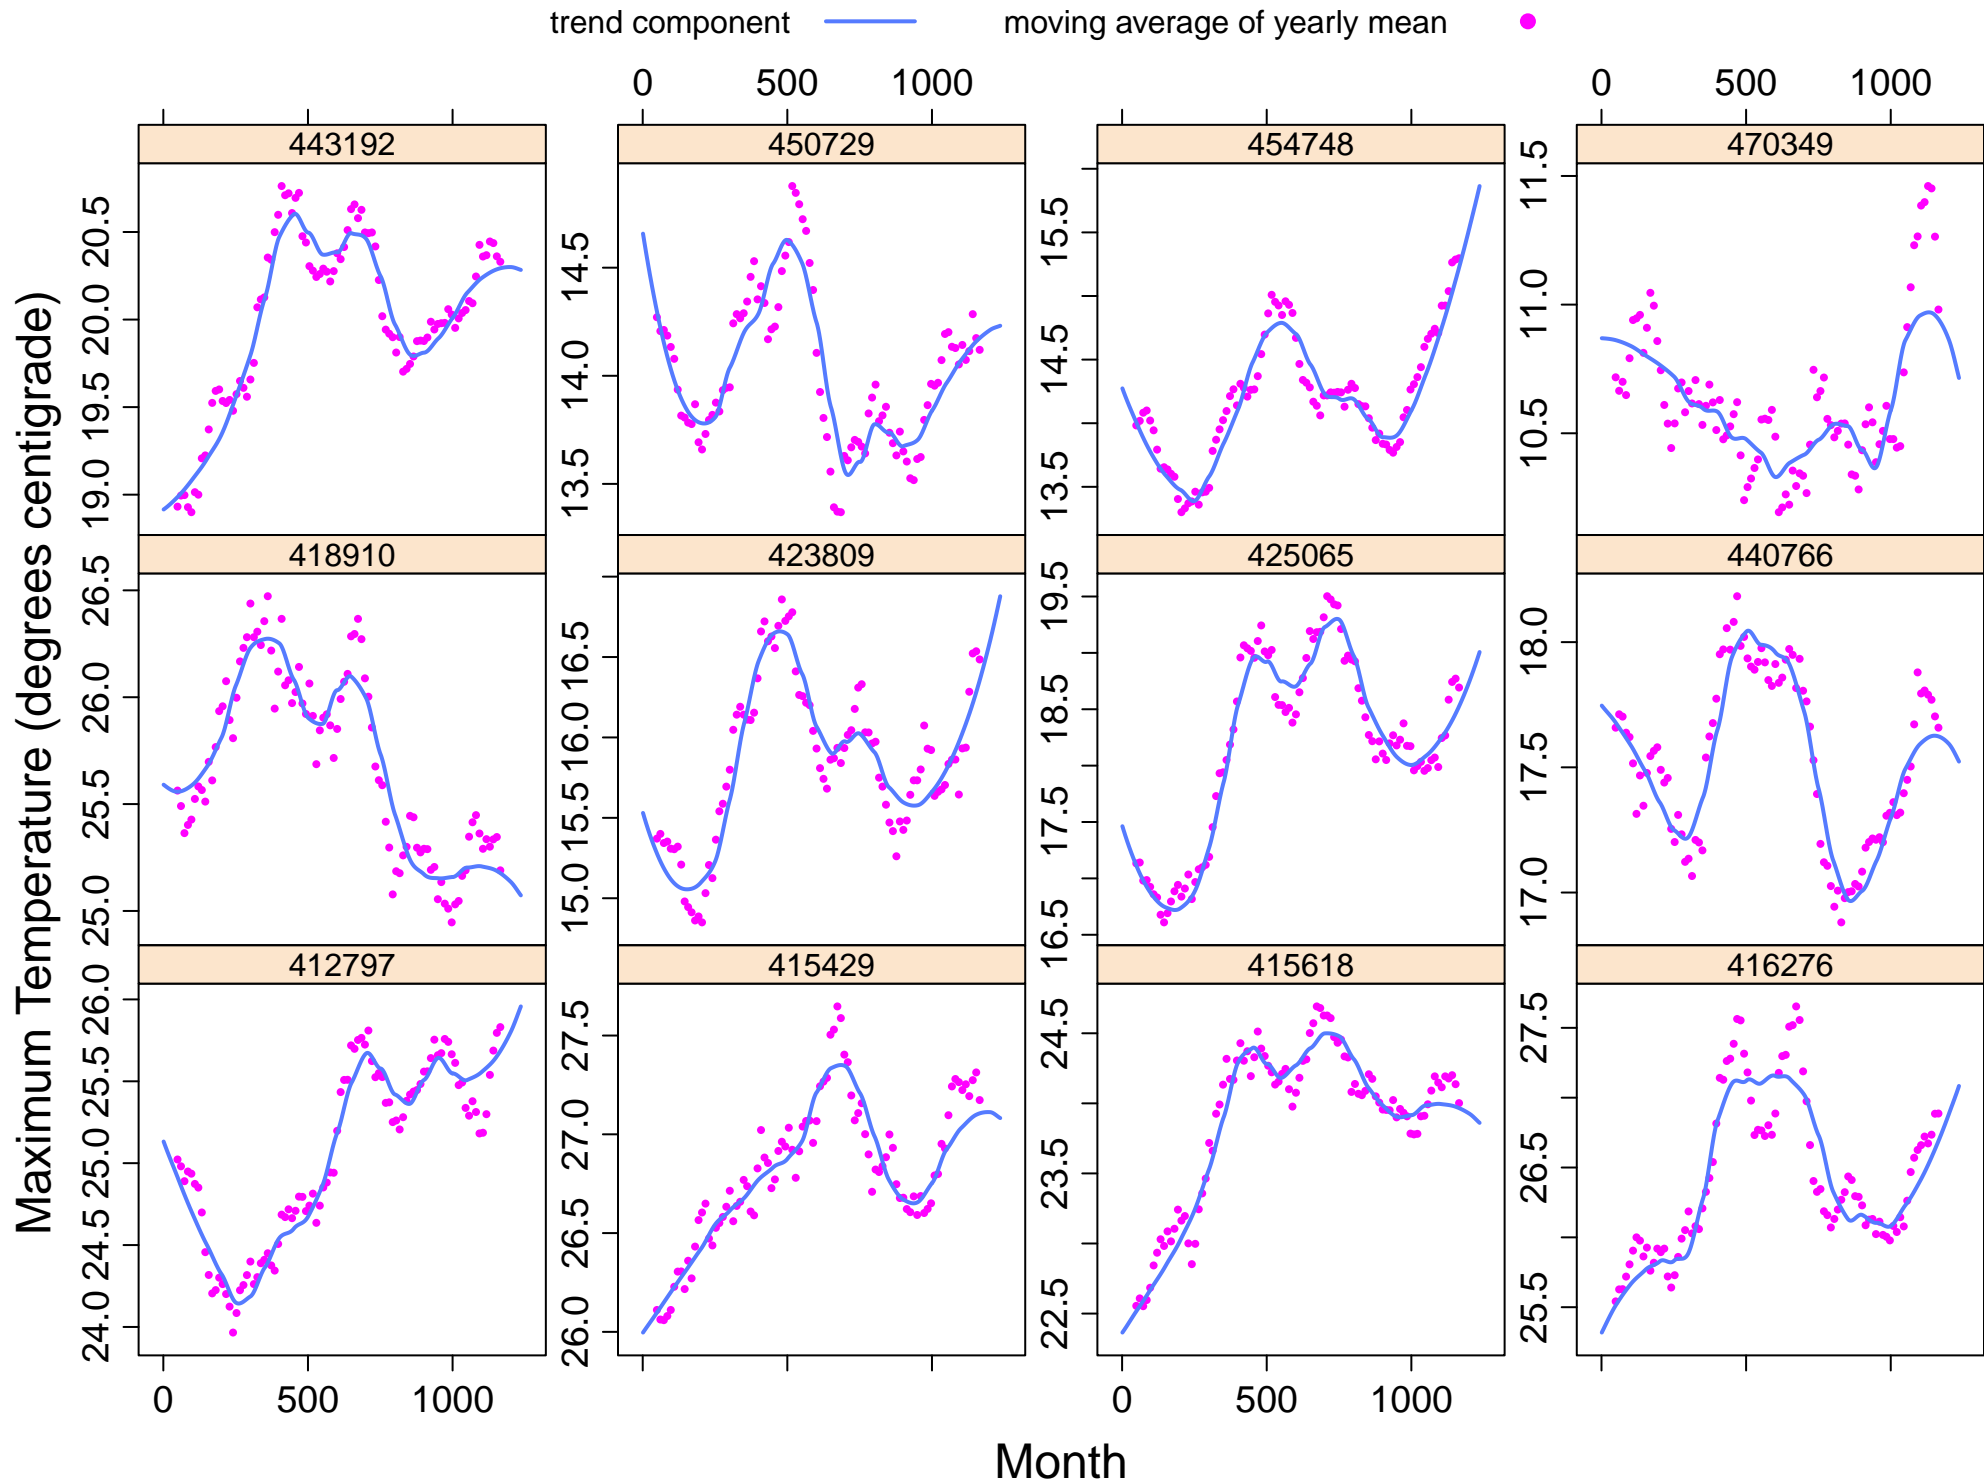 trend component moving average of yearly mean
0 500 1000 0 500 1000
443192 450729 454748 470349
19.0 19.5 20.0 20.5
13.5 14.0 14.5
13.5 14.5 15.5
10.5 11.0 11.5
418910 423809 425065 440766
25.0 25.5 26.0 26.5
15.0 15.5 16.0 16.5
16.5 17.5 18.5 19.5
17.0 17.5 18.0
412797 415429 415618 416276
24.0 24.5 25.0 25.5 26.0
26.0 26.5 27.0 27.5
22.5 23.5 24.5
25.5 26.5 27.5
0 500 1000 0 500 1000
Maximum Temperature (degrees centigrade)
Month